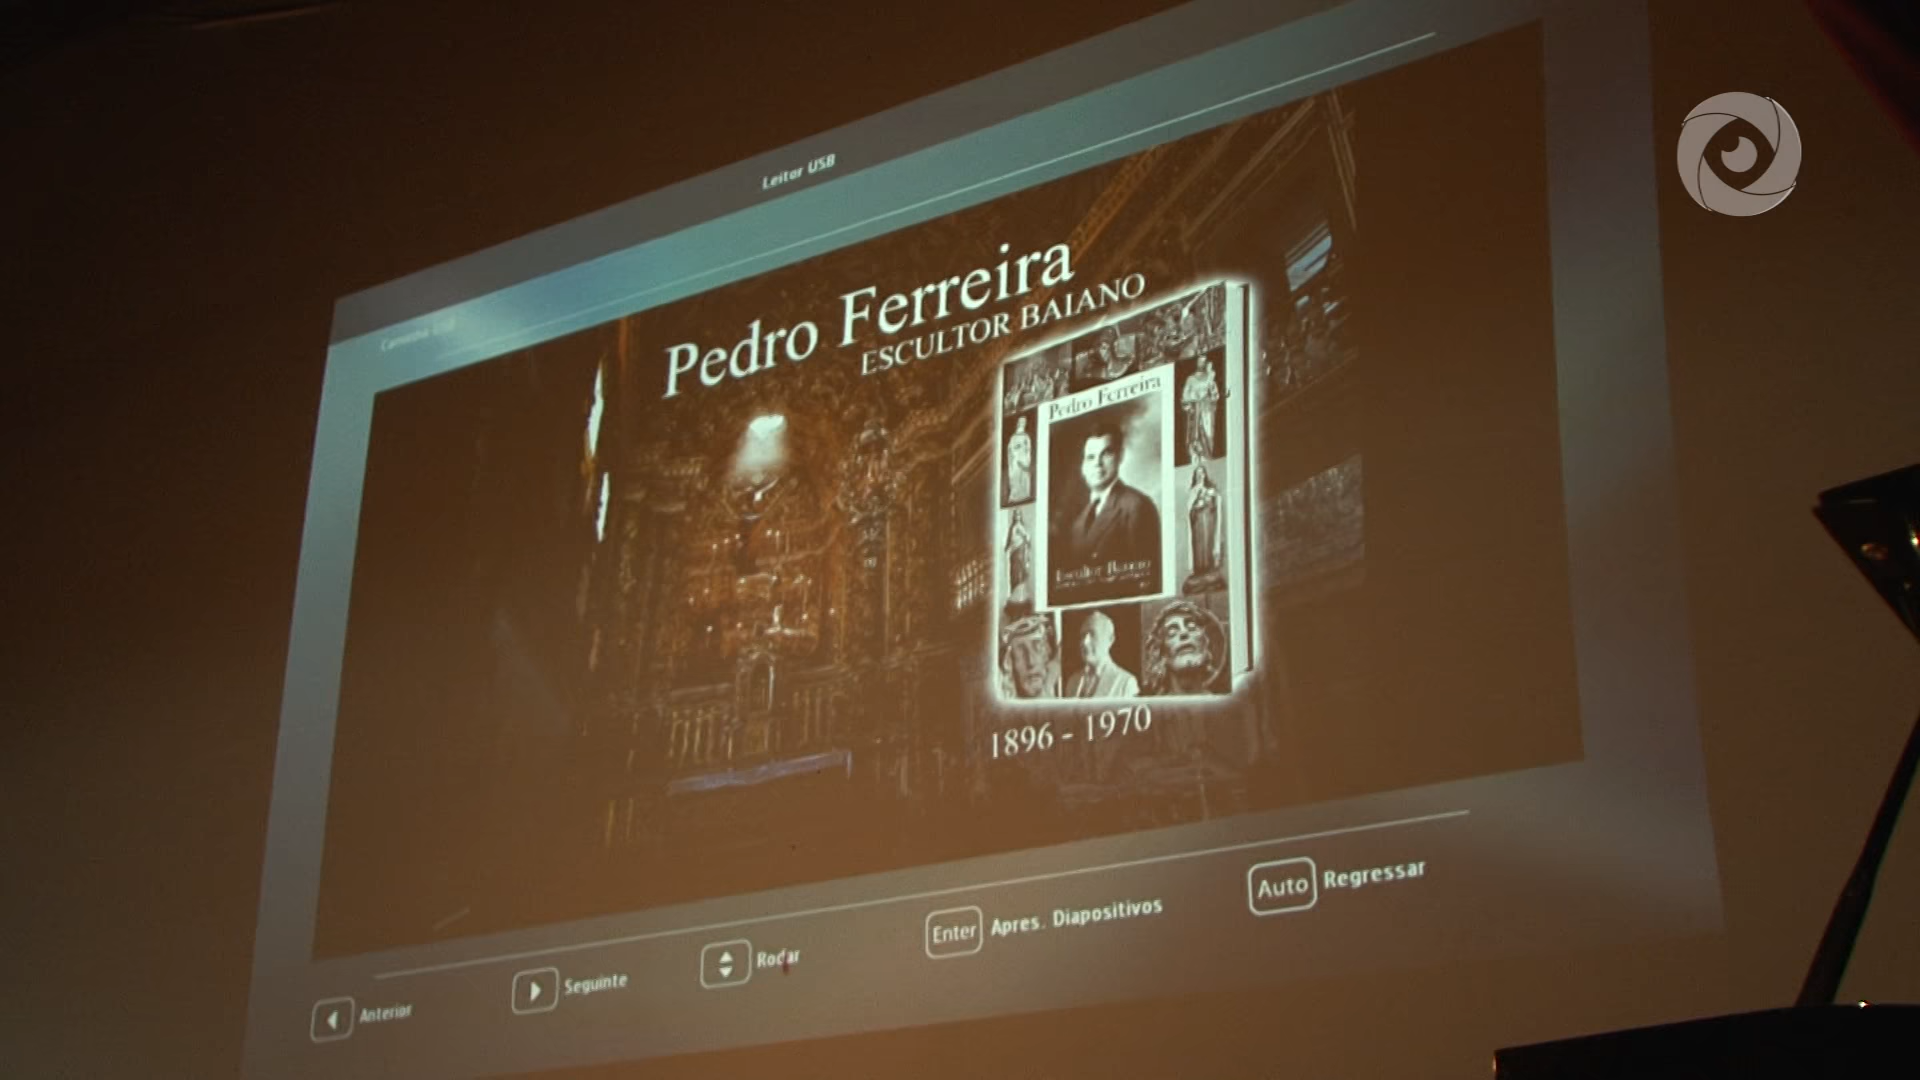 Leitor USB
Pedro Ferreira
ESCULTOR BAIANO
Pedro Ferreira
Escultor Baiano
1896 - 1970
Anterior
Seguinte
Rodar
Enter Apres. Diapositivos
Auto Regressar